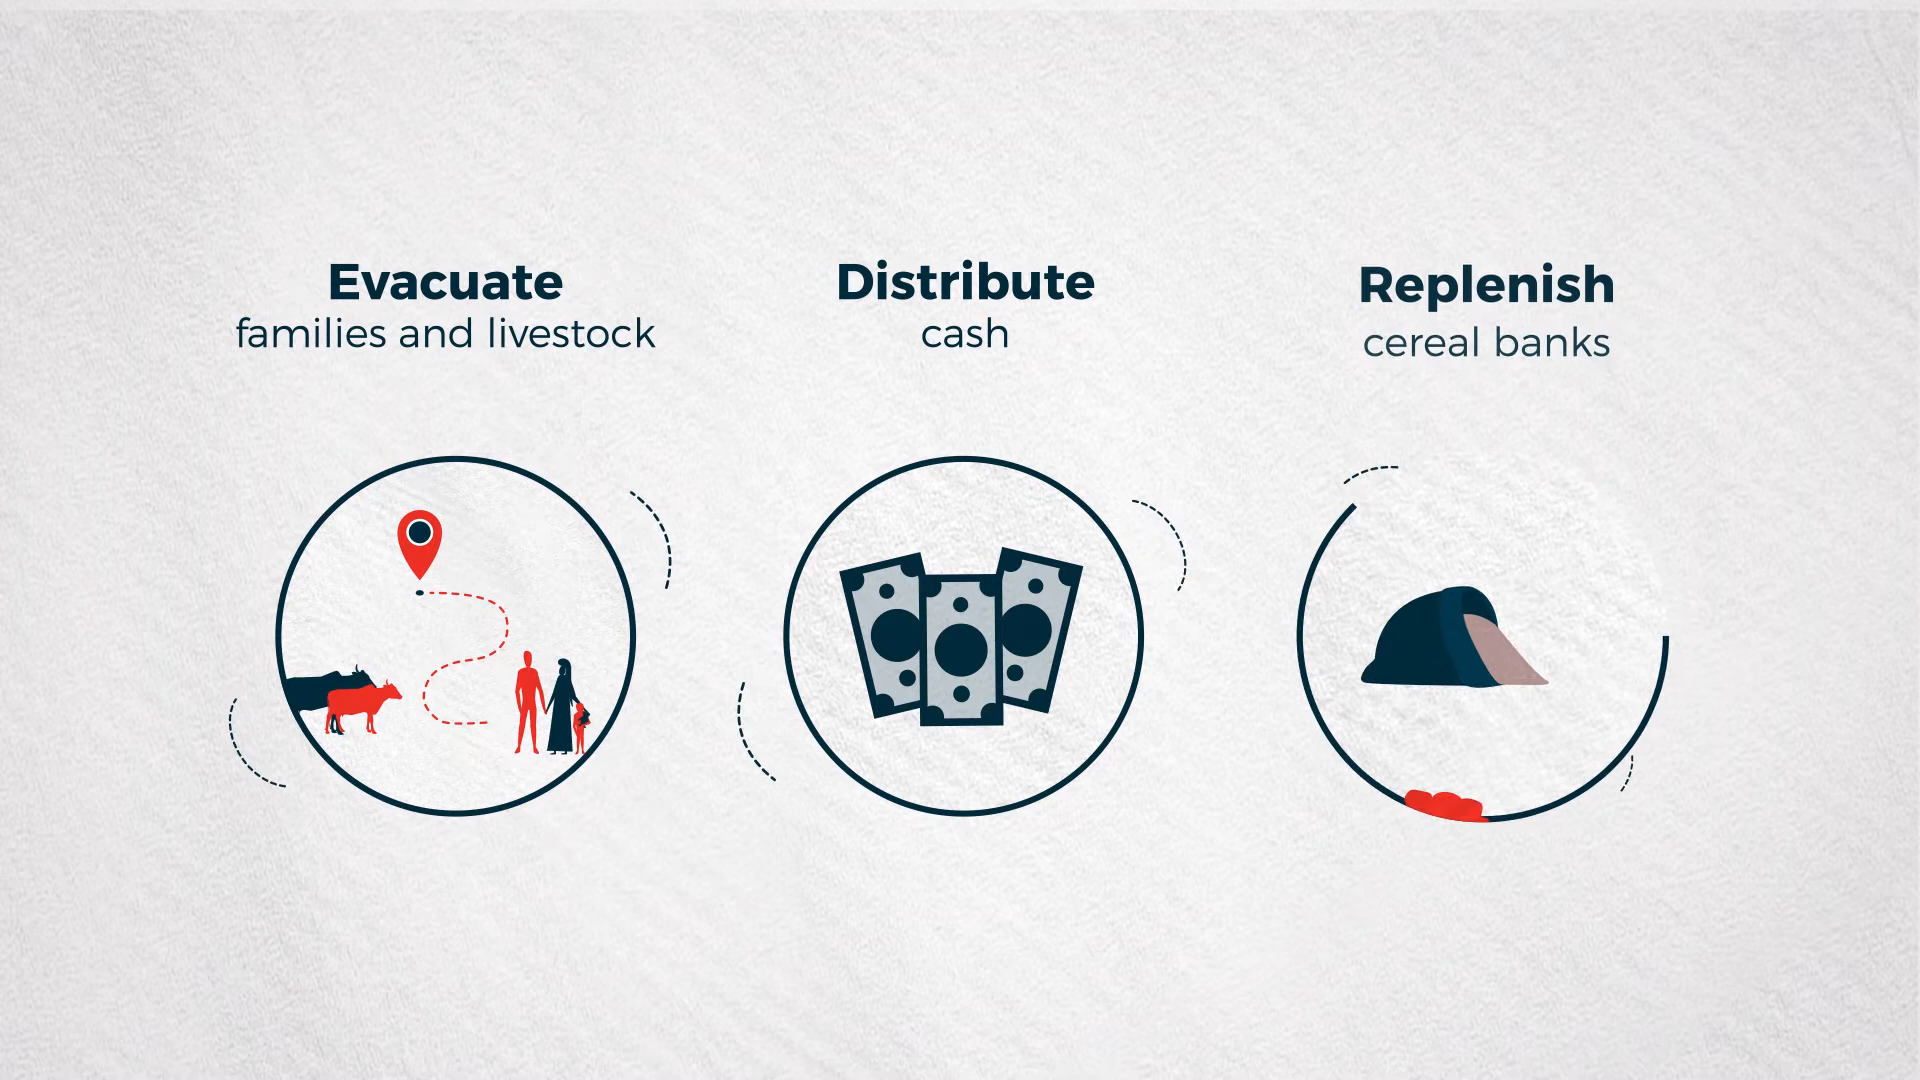 Evacuate
families and livestock
Distribute
cash
Replenish
cereal banks